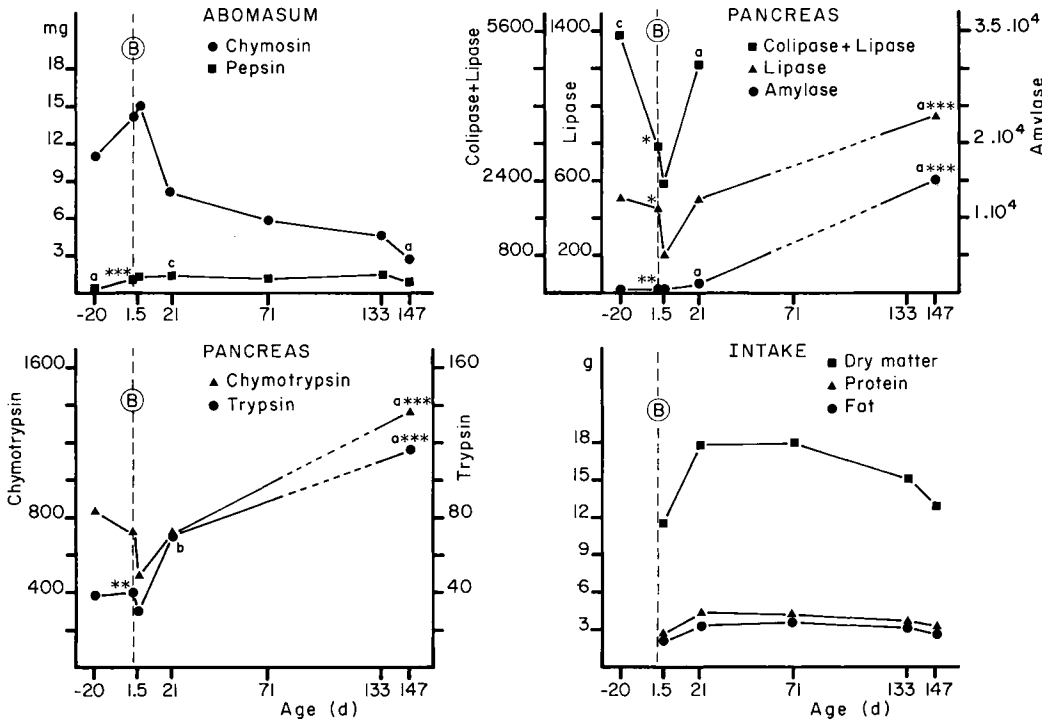 ABOMASUM
mg
B
Chymosin
Pepsin
18
15
12
9
6
3
a
***
c
a
-20 1.5 21 71 133 147
PANCREAS
Colipase+Lipase
5600
2400
800
Lipase
1400
600
200
c
B
a
Colipase + Lipase
Lipase
Amylase
3.5.10⁴
2.10⁴
1.10⁴
Amylase
*
*
**
a
a***
a***
-20 1.5 21 71 133 147
PANCREAS
Chymotrypsin
1600
800
400
B
Chymotrypsin
Trypsin
160
80
40
Trypsin
**
b
a***
a***
-20 1.5 21 71 133 147
Age (d)
INTAKE
g
B
Dry matter
Protein
Fat
18
15
12
9
6
3
-20 1.5 21 71 133 147
Age (d)